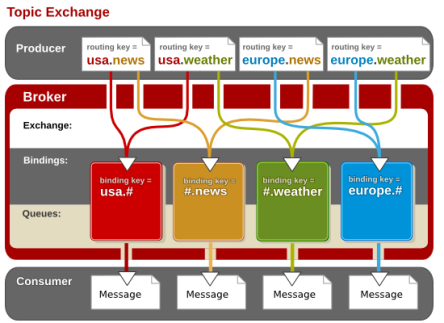 Topic Exchange
Producer
routing key =
usa.news
routing key =
usa.weather
routing key =
europe.news
routing key =
europe.weather
Broker
Exchange:
Bindings:
binding key =
usa.#
binding key =
#.news
binding key =
#.weather
binding key =
europe.#
Queues:
Consumer
Message
Message
Message
Message